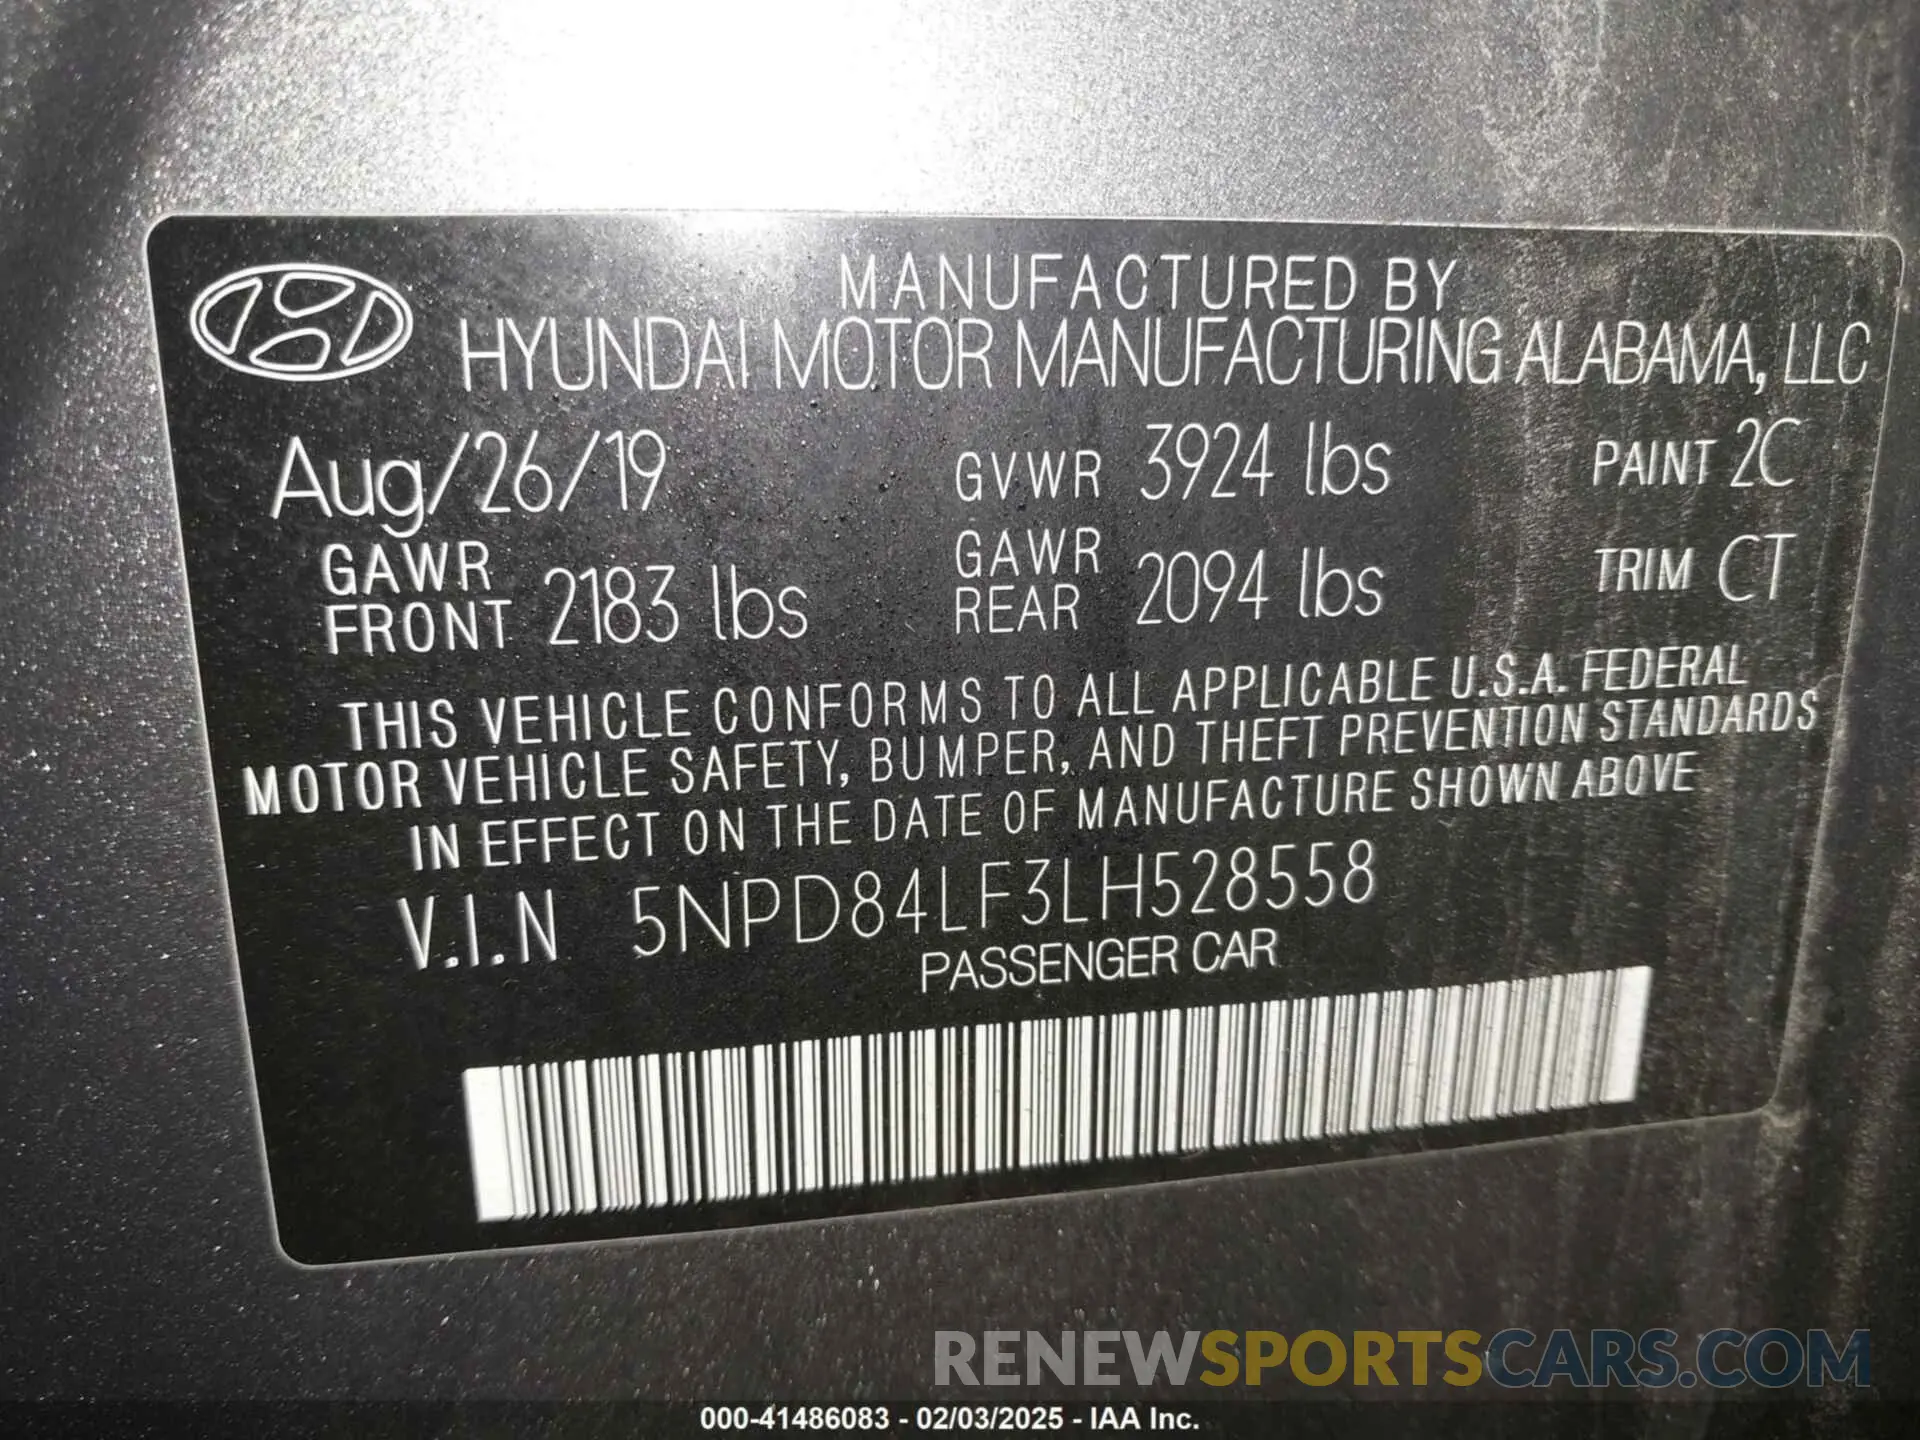 MANUFACTURED BY
HYUNDAI MOTOR MANUFACTURING ALABAMA, LLC
Aug/26/19 GVWR 3924 lbs PAINT 2C
GAWR FRONT 2183 lbs GAWR REAR 2094 lbs TRIM CT
THIS VEHICLE CONFORMS TO ALL APPLICABLE U.S.A. FEDERAL
MOTOR VEHICLE SAFETY, BUMPER, AND THEFT PREVENTION STANDARDS
IN EFFECT ON THE DATE OF MANUFACTURE SHOWN ABOVE
V.I.N 5NPD84LF3LH528558
PASSENGER CAR
RENEWSPORTSCARS.COM
000-41486083 - 02/03/2025 - IAA Inc.